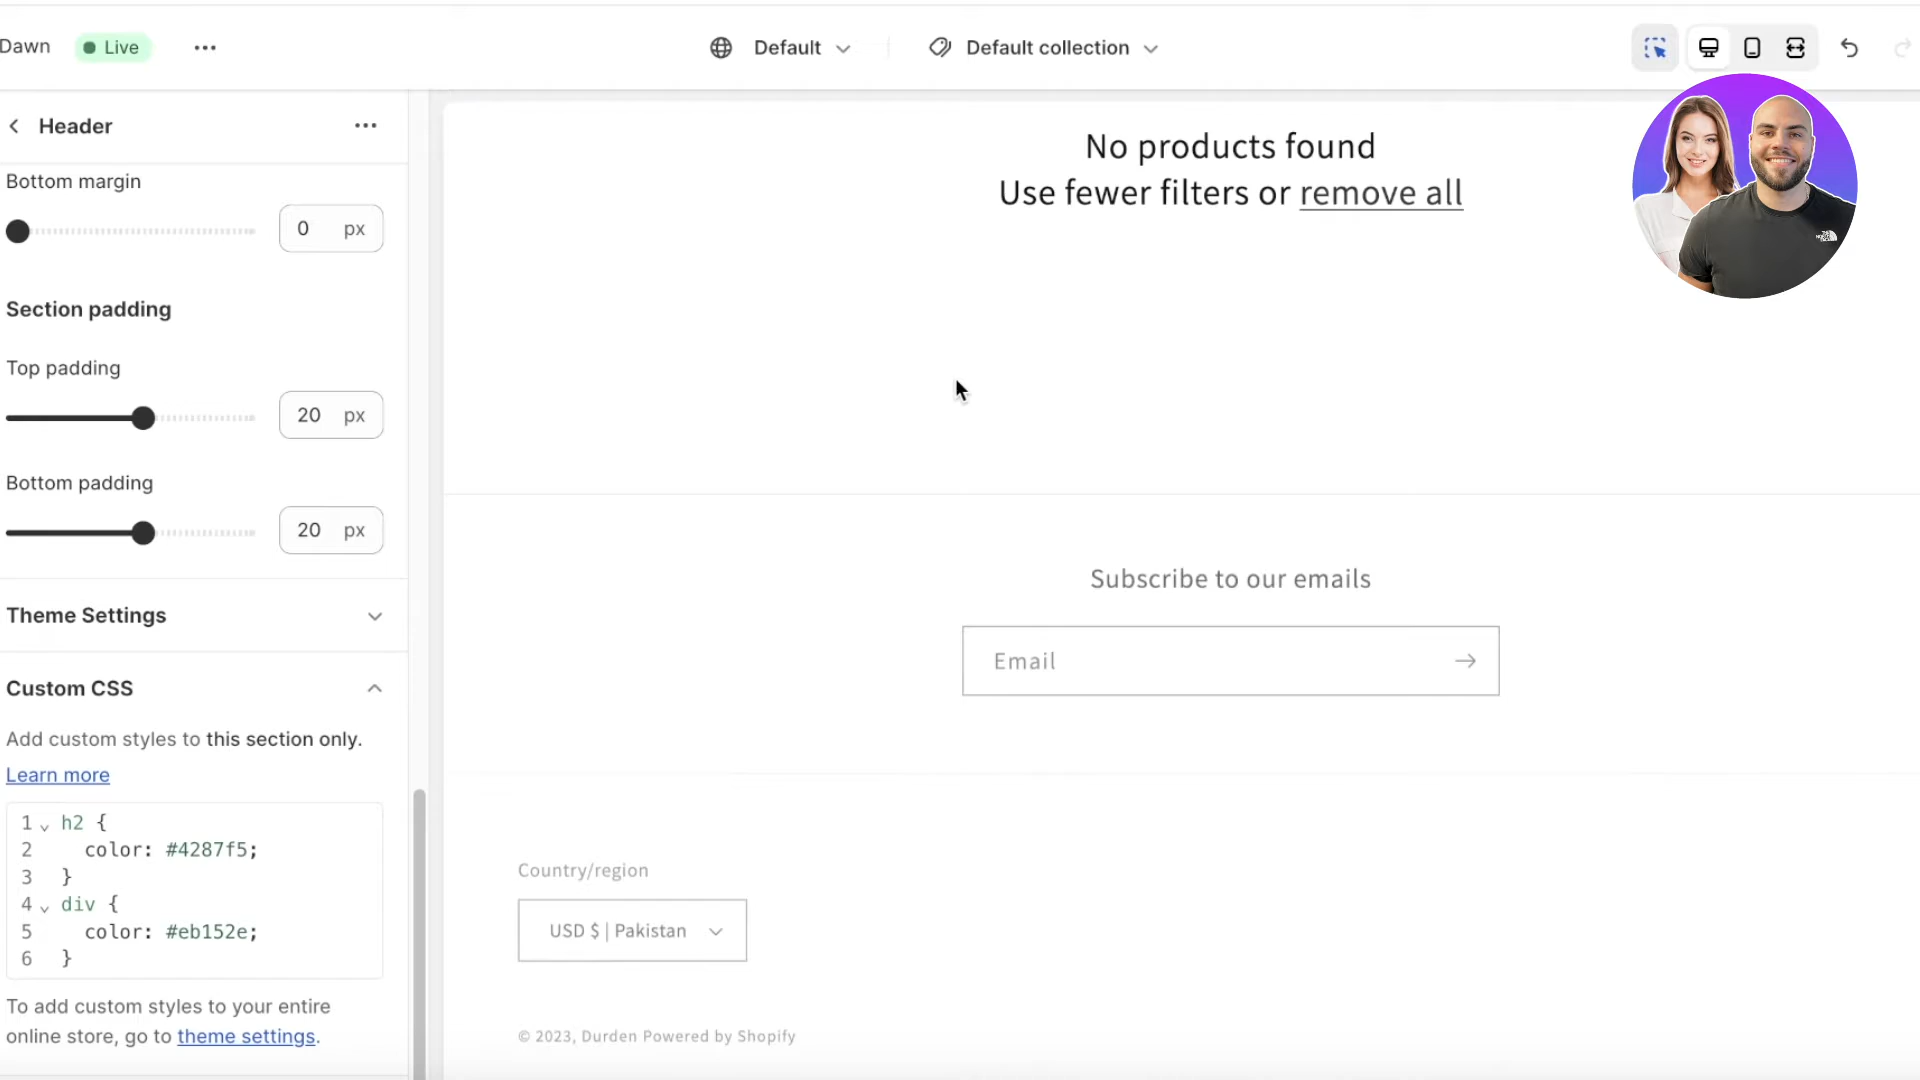 Dawn
Live
Default
Default collection
Header
Bottom margin
0 px
Section padding
Top padding
20 px
Bottom padding
20 px
Theme Settings
Custom CSS
Add custom styles to this section only.
Learn more
1 h2 {
2 color: #4287f5;
3 }
4 div {
5 color: #eb152e;
6 }
To add custom styles to your entire
online store, go to theme settings.
No products found
Use fewer filters or remove all
Subscribe to our emails
Email
Country/region
USD $ | Pakistan
© 2023, Durden Powered by Shopify
THE
NORTH
FACE